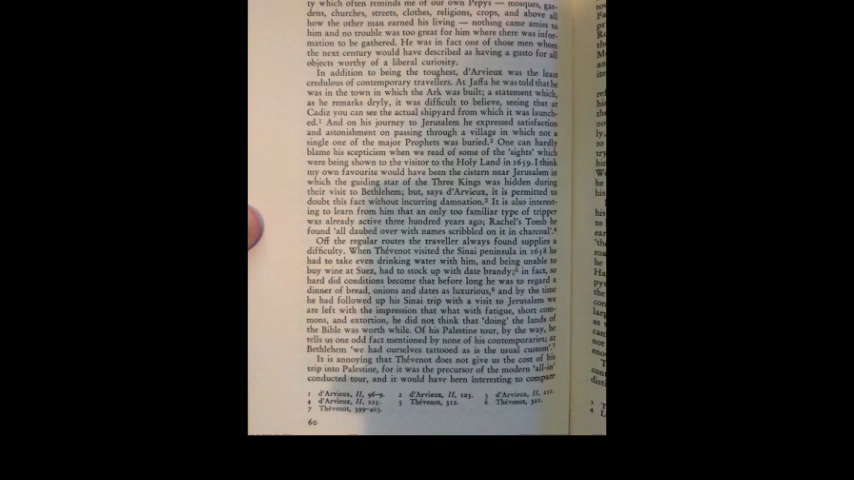 ty which often reminds me of our own Pepys — mosques, gar-
dens, churches, streets, clothes, religions, crops, and above all
how the other man earned his living — nothing came amiss to
him and no trouble was too great for him where there was infor-
mation to be gathered. He was in fact one of those men whom
the next century would have described as having a gusto for all
objects worthy of a liberal curiosity.
In addition to being the toughest, d'Arvieux was the least
credulous of contemporary travellers. At Jaffa he was told that he
was in the town in which the Ark was built; a statement which,
as he remarks dryly, it was difficult to believe, seeing that at
Cadiz you can see the actual shipyard from which it was launch-
ed.¹ And on his journey to Jerusalem he expressed satisfaction
and astonishment on passing through a village in which not a
single one of the major Prophets was buried.² One can hardly
blame his scepticism when we read of some of the 'sights' which
were being shown to the visitor to the Holy Land in 1659. I think
my own favourite would have been the cistern near Jerusalem in
which the guiding star of the Three Kings was hidden during
their visit to Bethlehem; but, says d'Arvieux, it is permitted to
doubt this fact without incurring damnation.³ It is also interest-
ing to learn from him that an only too familiar type of tripper
was already active three hundred years ago; Rachel's Tomb he
found 'all daubed over with names scribbled on it in charcoal'.⁴
Off the regular routes the traveller always found supplies a
difficulty. When Thévenot visited the Sinai peninsula in 1658 he
had to take even drinking water with him, and being unable to
buy wine at Suez, had to stock up with date brandy;⁵ in fact, so
hard did conditions become that before long he was to regard a
dinner of bread, onions and dates as luxurious,⁶ and by the time
he had followed up his Sinai trip with a visit to Jerusalem we
are left with the impression that what with fatigue, short com-
mons, and extortion, he did not think that 'doing' the lands of
the Bible was worth while. Of his Palestine tour, by the way, he
tells us one odd fact mentioned by none of his contemporaries; at
Bethlehem 'we had ourselves tattooed as is the usual custom'.⁷
It is annoying that Thévenot does not give us the cost of his
trip into Palestine, for it was the precursor of the modern 'all-in'
conducted tour, and it would have been interesting to compare
1 d'Arvieux, II, 96-9. 2 d'Arvieux, II, 103. 3 d'Arvieux, II,
4 d'Arvieux, II, 5 Thévenot, 312. 6 Thévenot,
7 Thévenot, 399-403.
60